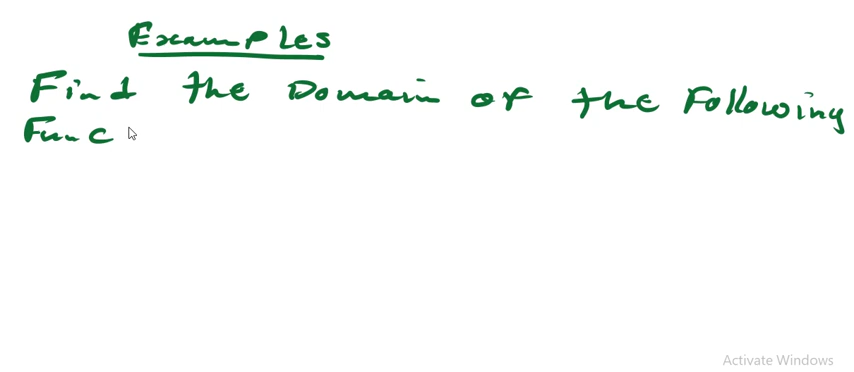 Examples
Find the Domain of the Following
Func
Activate Windows